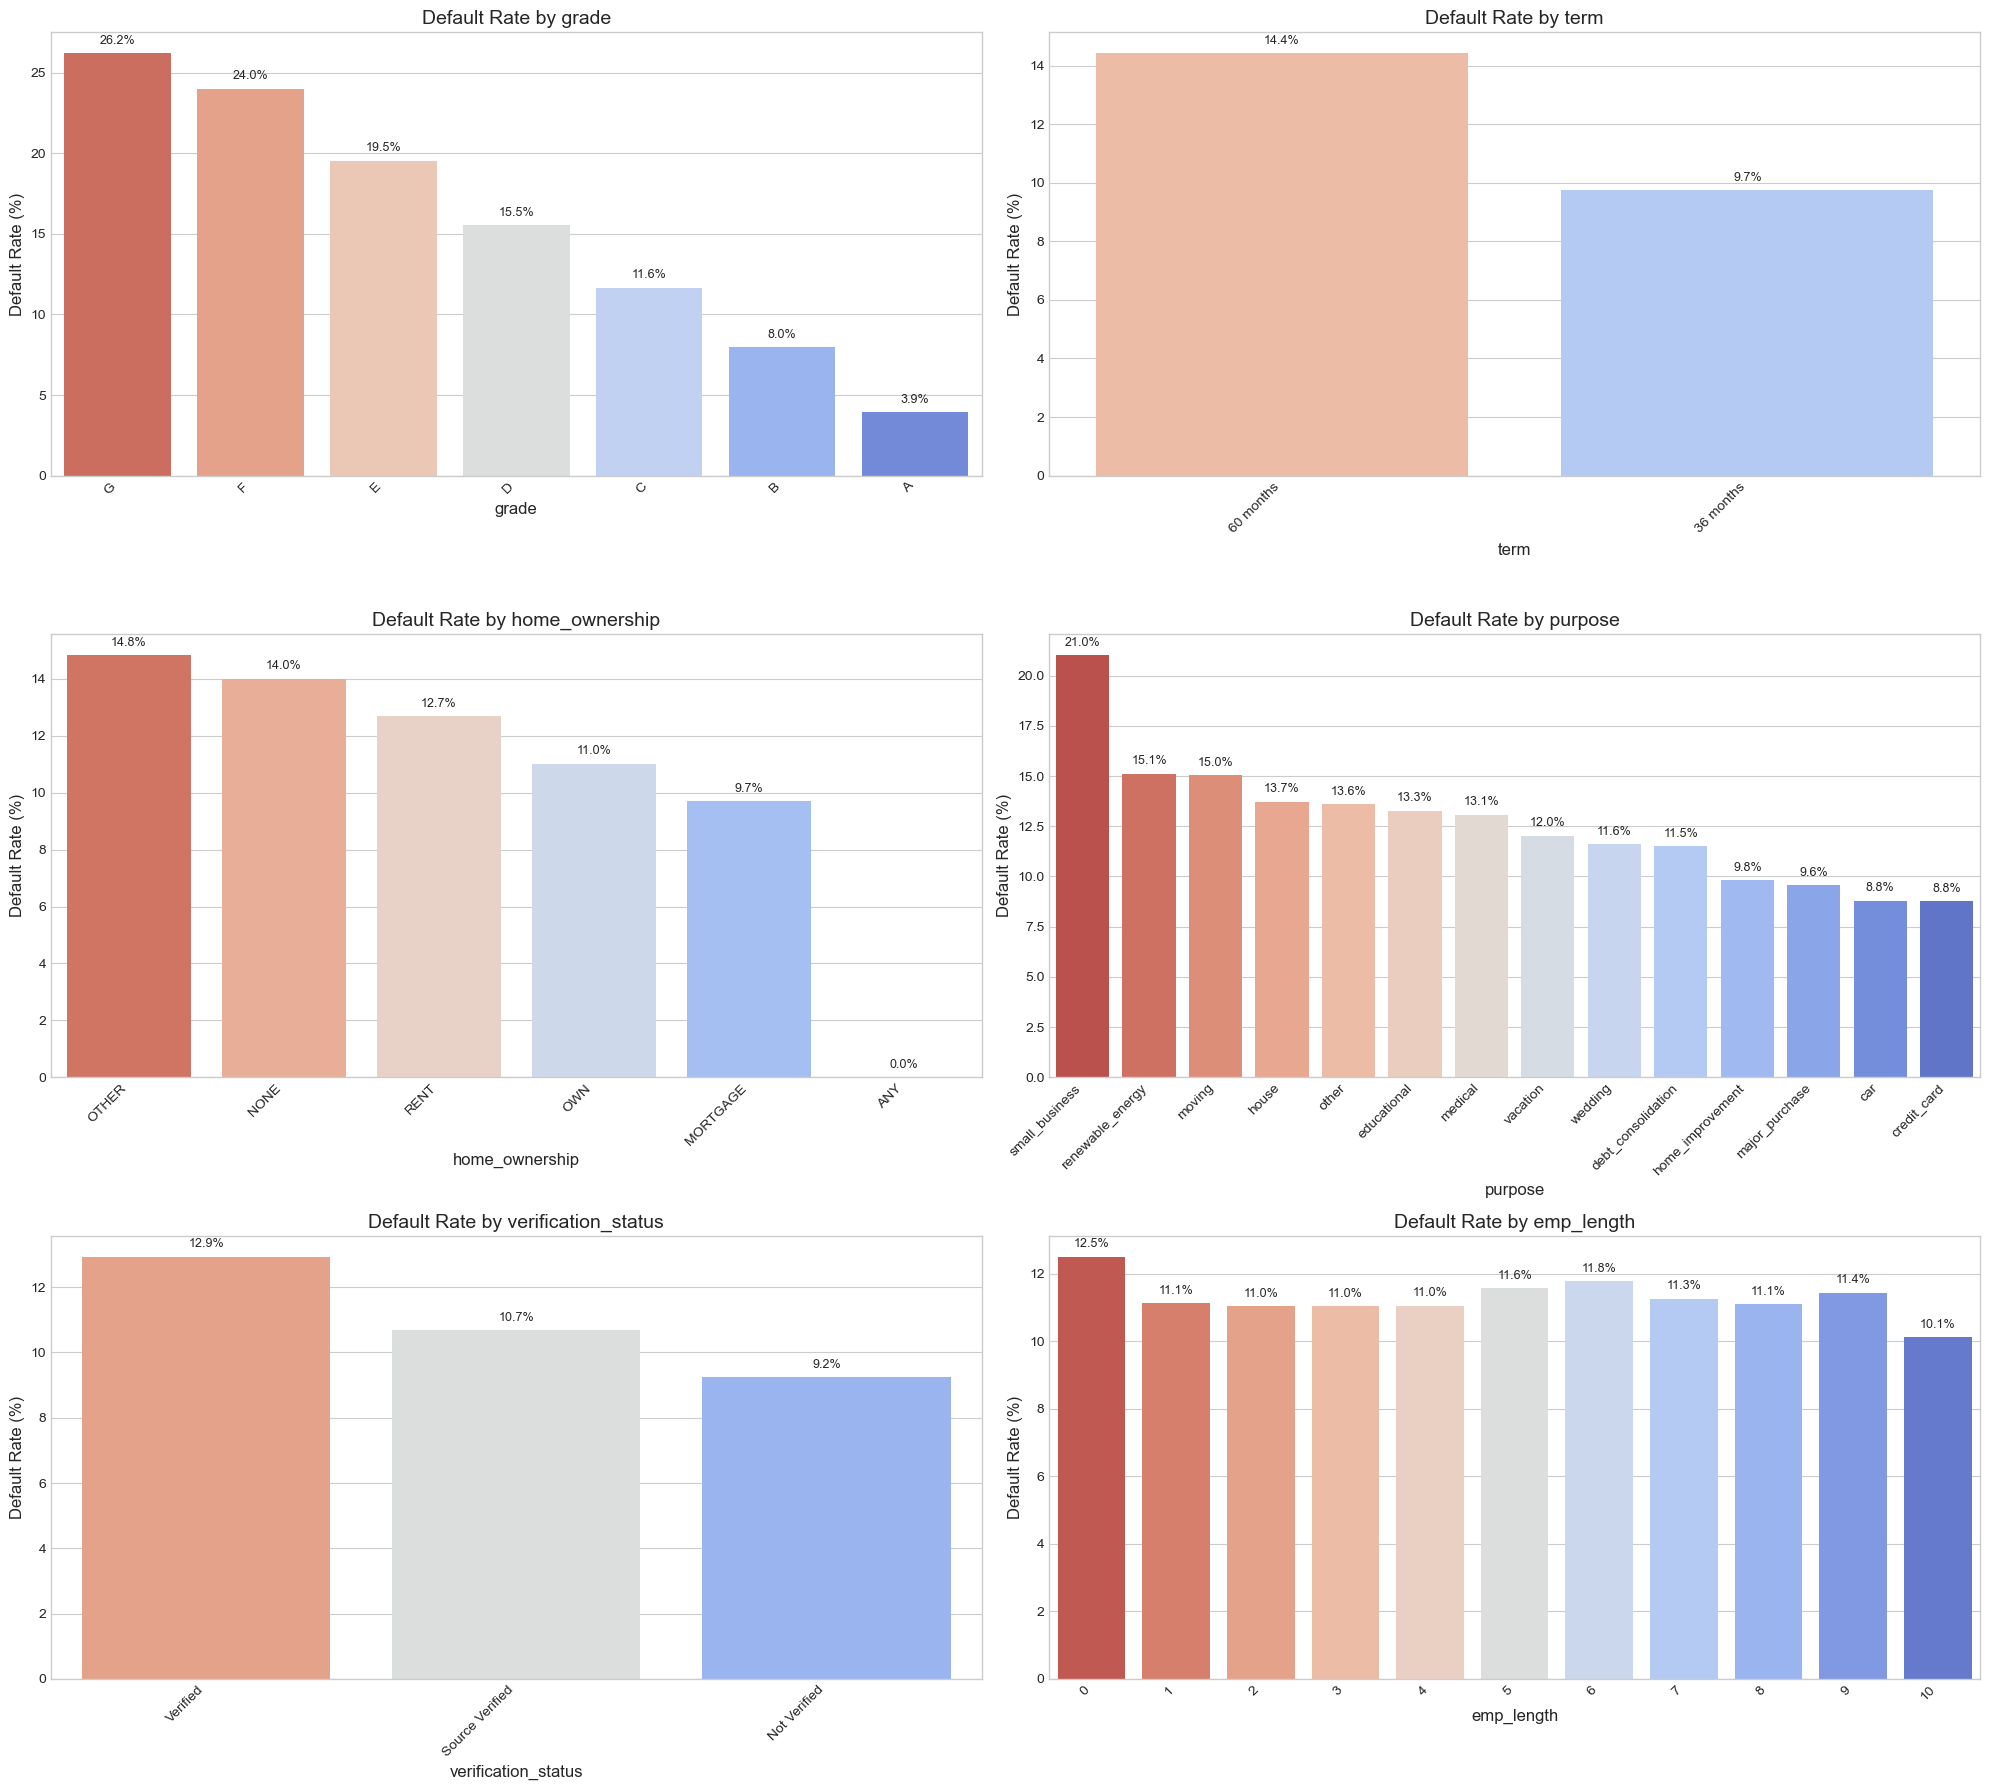 Default Rate by grade
26.2%
24.0%
19.5%
15.5%
11.6%
8.0%
3.9%
25
20
15
10
5
0
Default Rate (%)
G F E D C B A
grade
Default Rate by term
14.4%
9.7%
14
12
10
8
6
4
2
0
Default Rate (%)
60 months
36 months
term
Default Rate by home_ownership
14.8%
14.0%
12.7%
11.0%
9.7%
0.0%
14
12
10
8
6
4
2
0
Default Rate (%)
OTHER
NONE
RENT
OWN
MORTGAGE
ANY
home_ownership
Default Rate by purpose
21.0%
15.1%
15.0%
13.7%
13.6%
13.3%
13.1%
12.0%
11.6%
11.5%
9.8%
9.6%
8.8%
8.8%
20.0
17.5
15.0
12.5
10.0
7.5
5.0
2.5
0.0
Default Rate (%)
small_business
renewable_energy
moving
house
other
educational
medical
vacation
wedding
debt_consolidation
home_improvement
major_purchase
car
credit_card
purpose
Default Rate by verification_status
12.9%
10.7%
9.2%
12
10
8
6
4
2
0
Default Rate (%)
Verified
Source Verified
Not Verified
verification_status
Default Rate by emp_length
12.5%
11.1%
11.0%
11.0%
11.0%
11.6%
11.8%
11.3%
11.1%
11.4%
10.1%
12
10
8
6
4
2
0
Default Rate (%)
0 1 2 3 4 5 6 7 8 9 10
emp_length